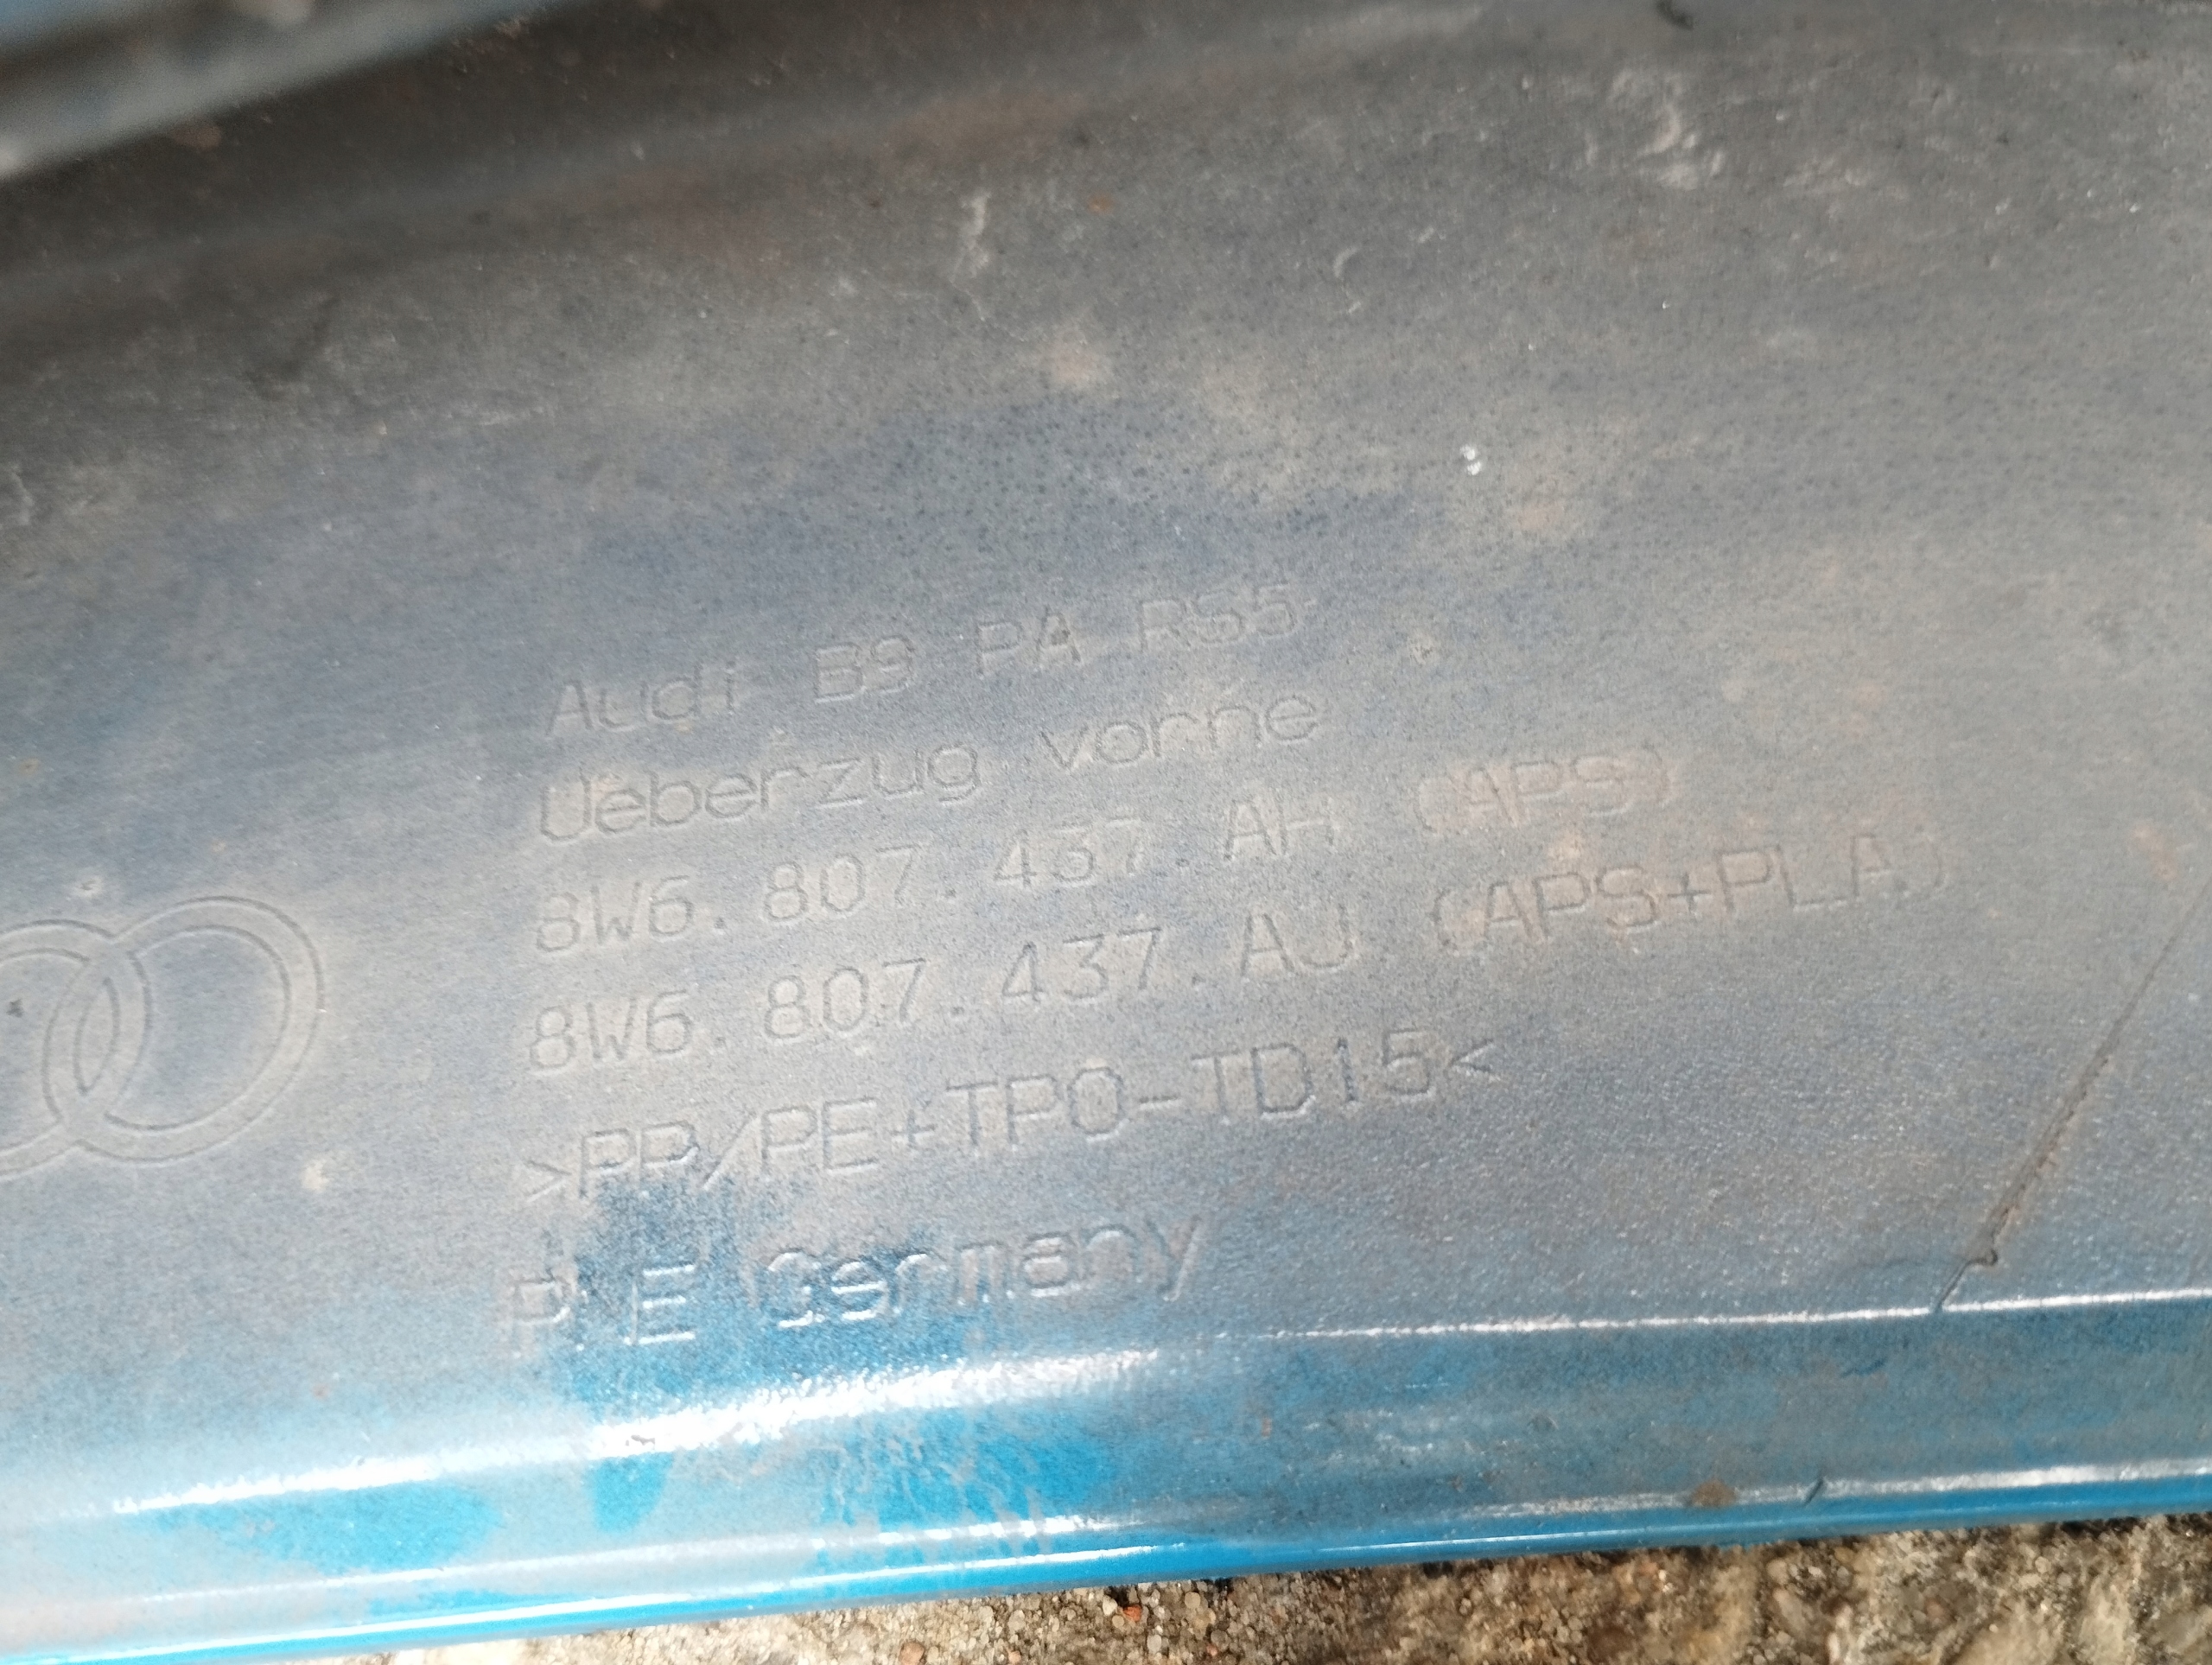 Audi B9 PA RS5
Ueberzug vorne
8W6.807.437.AH (APS)
8W6.807.437.AJ (APS+PLA)
>PP/PE+TPO-TD15<
P E Germany